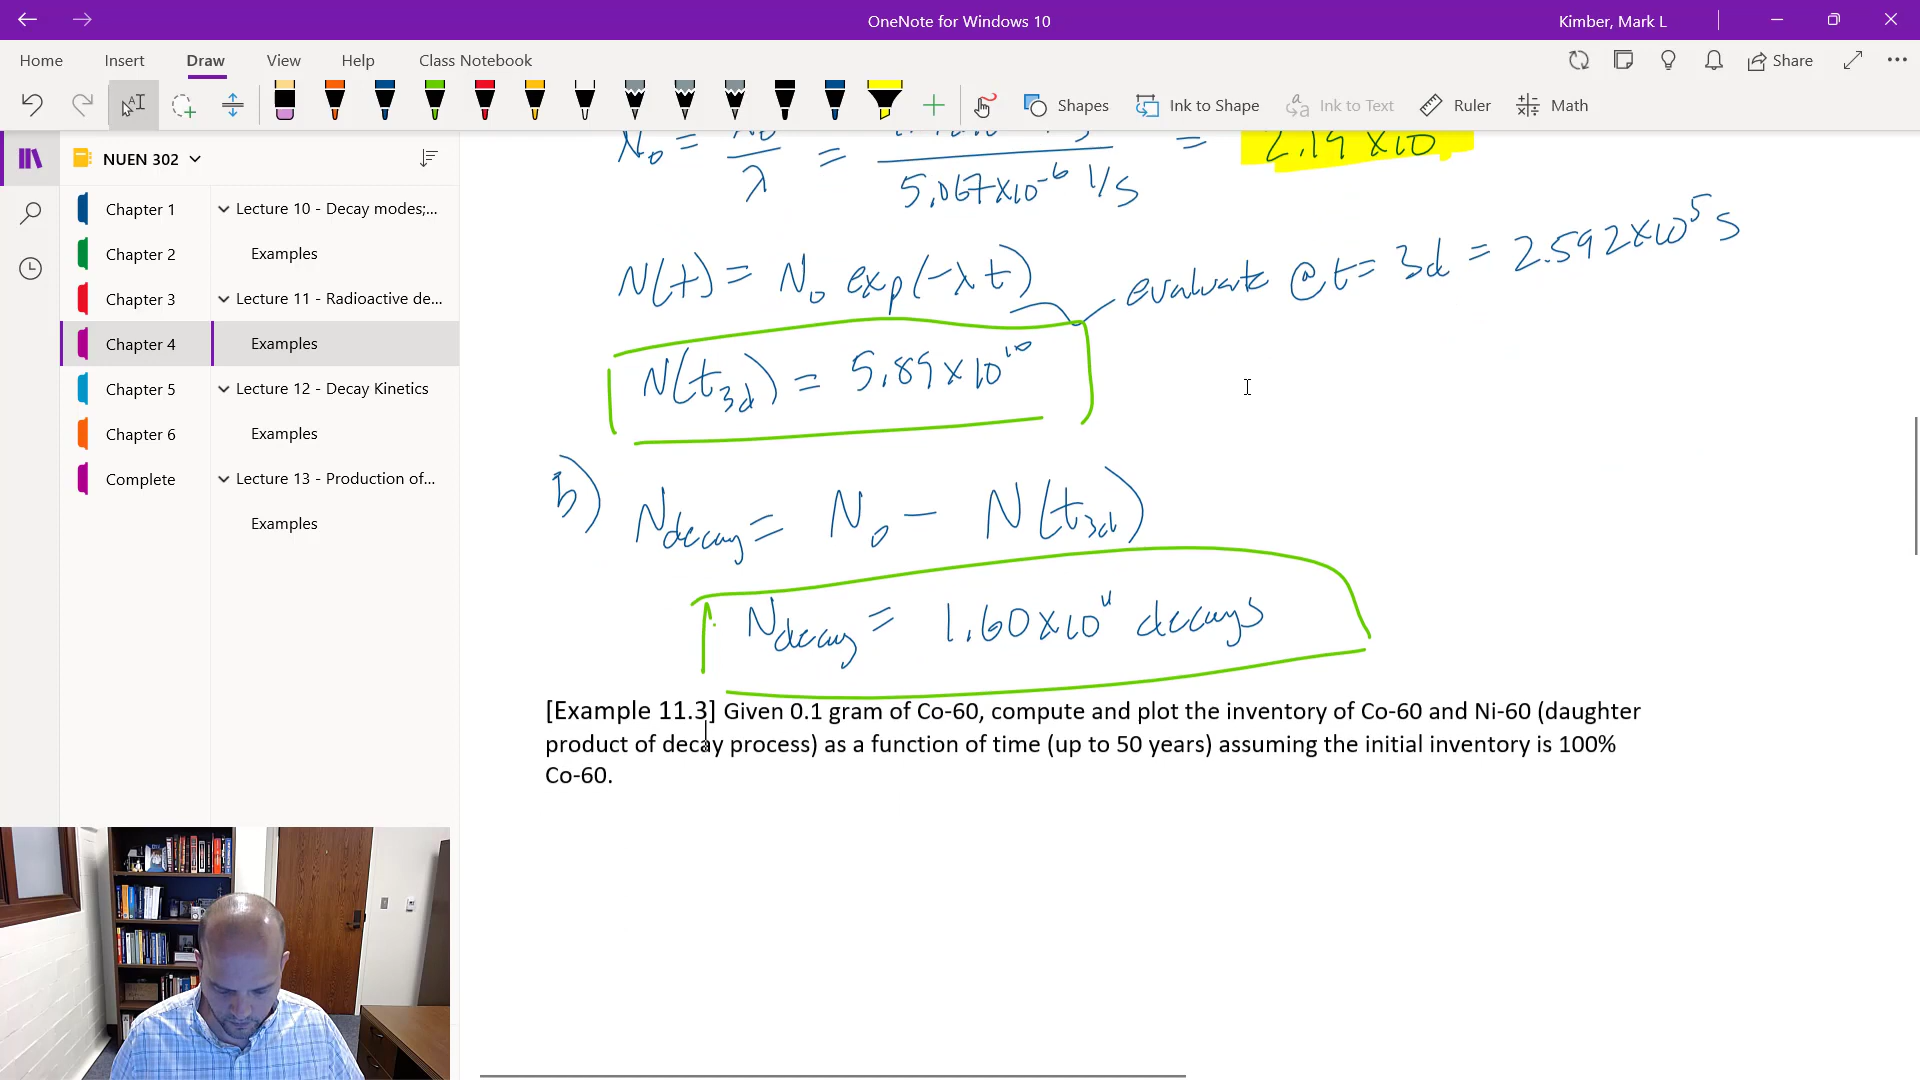 OneNote for Windows 10
Kimber, Mark L
Home Insert Draw View Help Class Notebook
Share
Shapes Ink to Shape Ink to Text Ruler Math
NUEN 302
Chapter 1
Chapter 2
Chapter 3
Chapter 4
Chapter 5
Chapter 6
Complete
Lecture 10 - Decay modes;...
Examples
Lecture 11 - Radioactive de...
Examples
Lecture 12 - Decay Kinetics
Examples
Lecture 13 - Production of...
Examples
N₀ = / λ = / 5.067x10⁻⁶ 1/s = 2.19 x10
N(t) = N₀ exp(-λt)
evaluate @ t = 3d = 2.592x10⁵ s
N(t₃d) = 5.89x10¹⁰
b) Ndecay = N₀ - N(t₃d)
Ndecay = 1.60x10¹¹ decays
[Example 11.3] Given 0.1 gram of Co-60, compute and plot the inventory of Co-60 and Ni-60 (daughter
product of decay process) as a function of time (up to 50 years) assuming the initial inventory is 100%
Co-60.